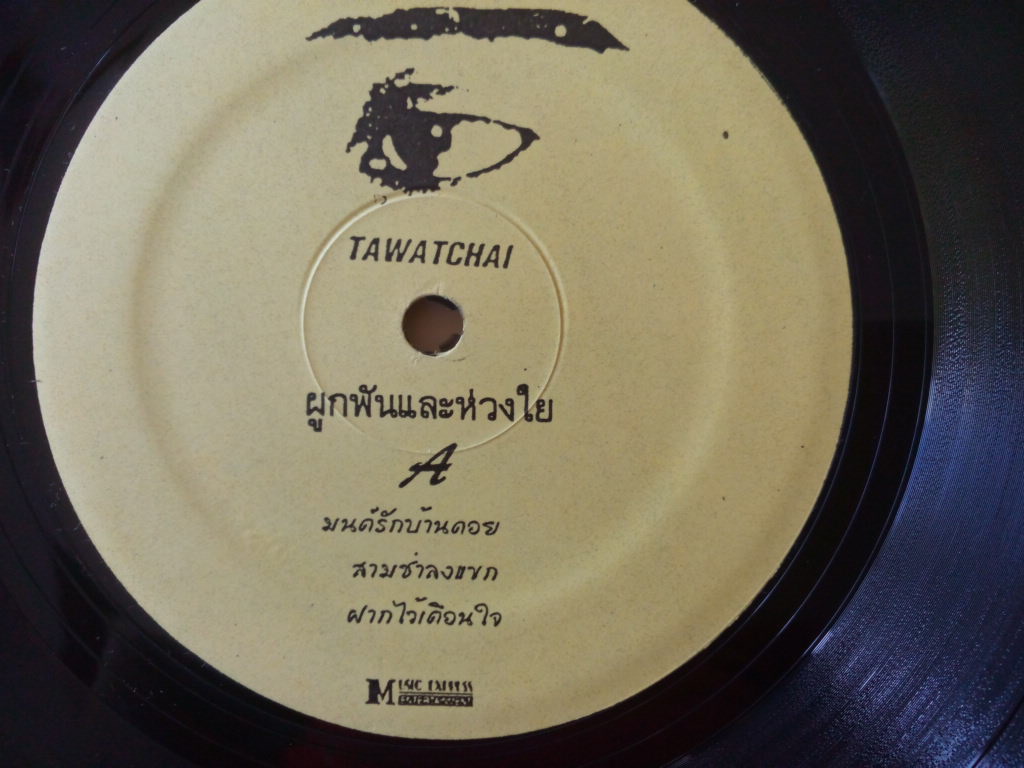 TAWATCHAI
ผูกพันและห่วงใย
A
มนต์รักบ้านดอย
สามช่าลงแขก
ฝากไว้เตือนใจ
MUSIC EXPRESS